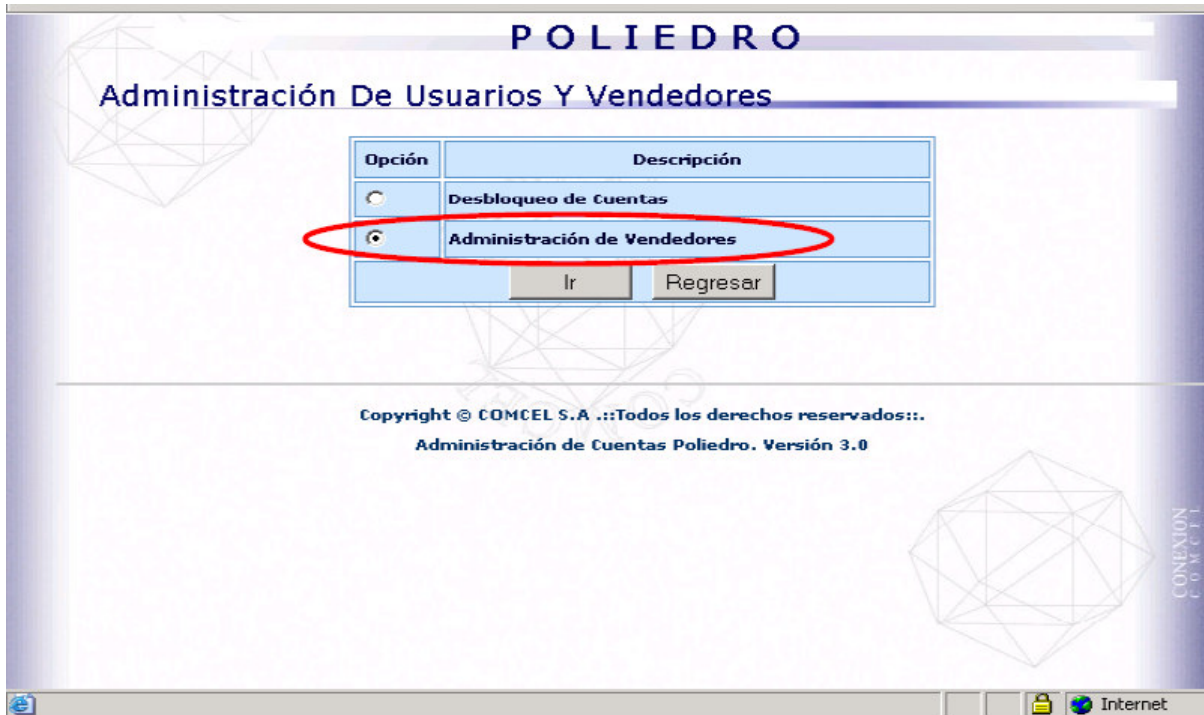 POLIEDRO
Administración De Usuarios Y Vendedores
Opción Descripción
Desbloqueo de Cuentas
Administración de Vendedores
Ir Regresar
COMCEL
Copyright © COMCEL S.A .::Todos los derechos reservados::.
Administración de Cuentas Poliedro. Versión 3.0
CONEXION
COMCEL
Internet